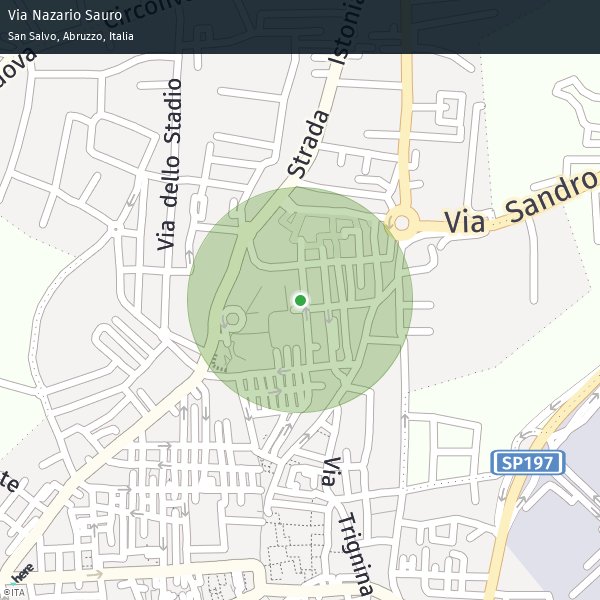 Via Nazario Sauro
San Salvo, Abruzzo, Italia
Istonia
Strada
Via dello Stadio
Via Sandro
SP197
Via
Trignina
here
©ITA